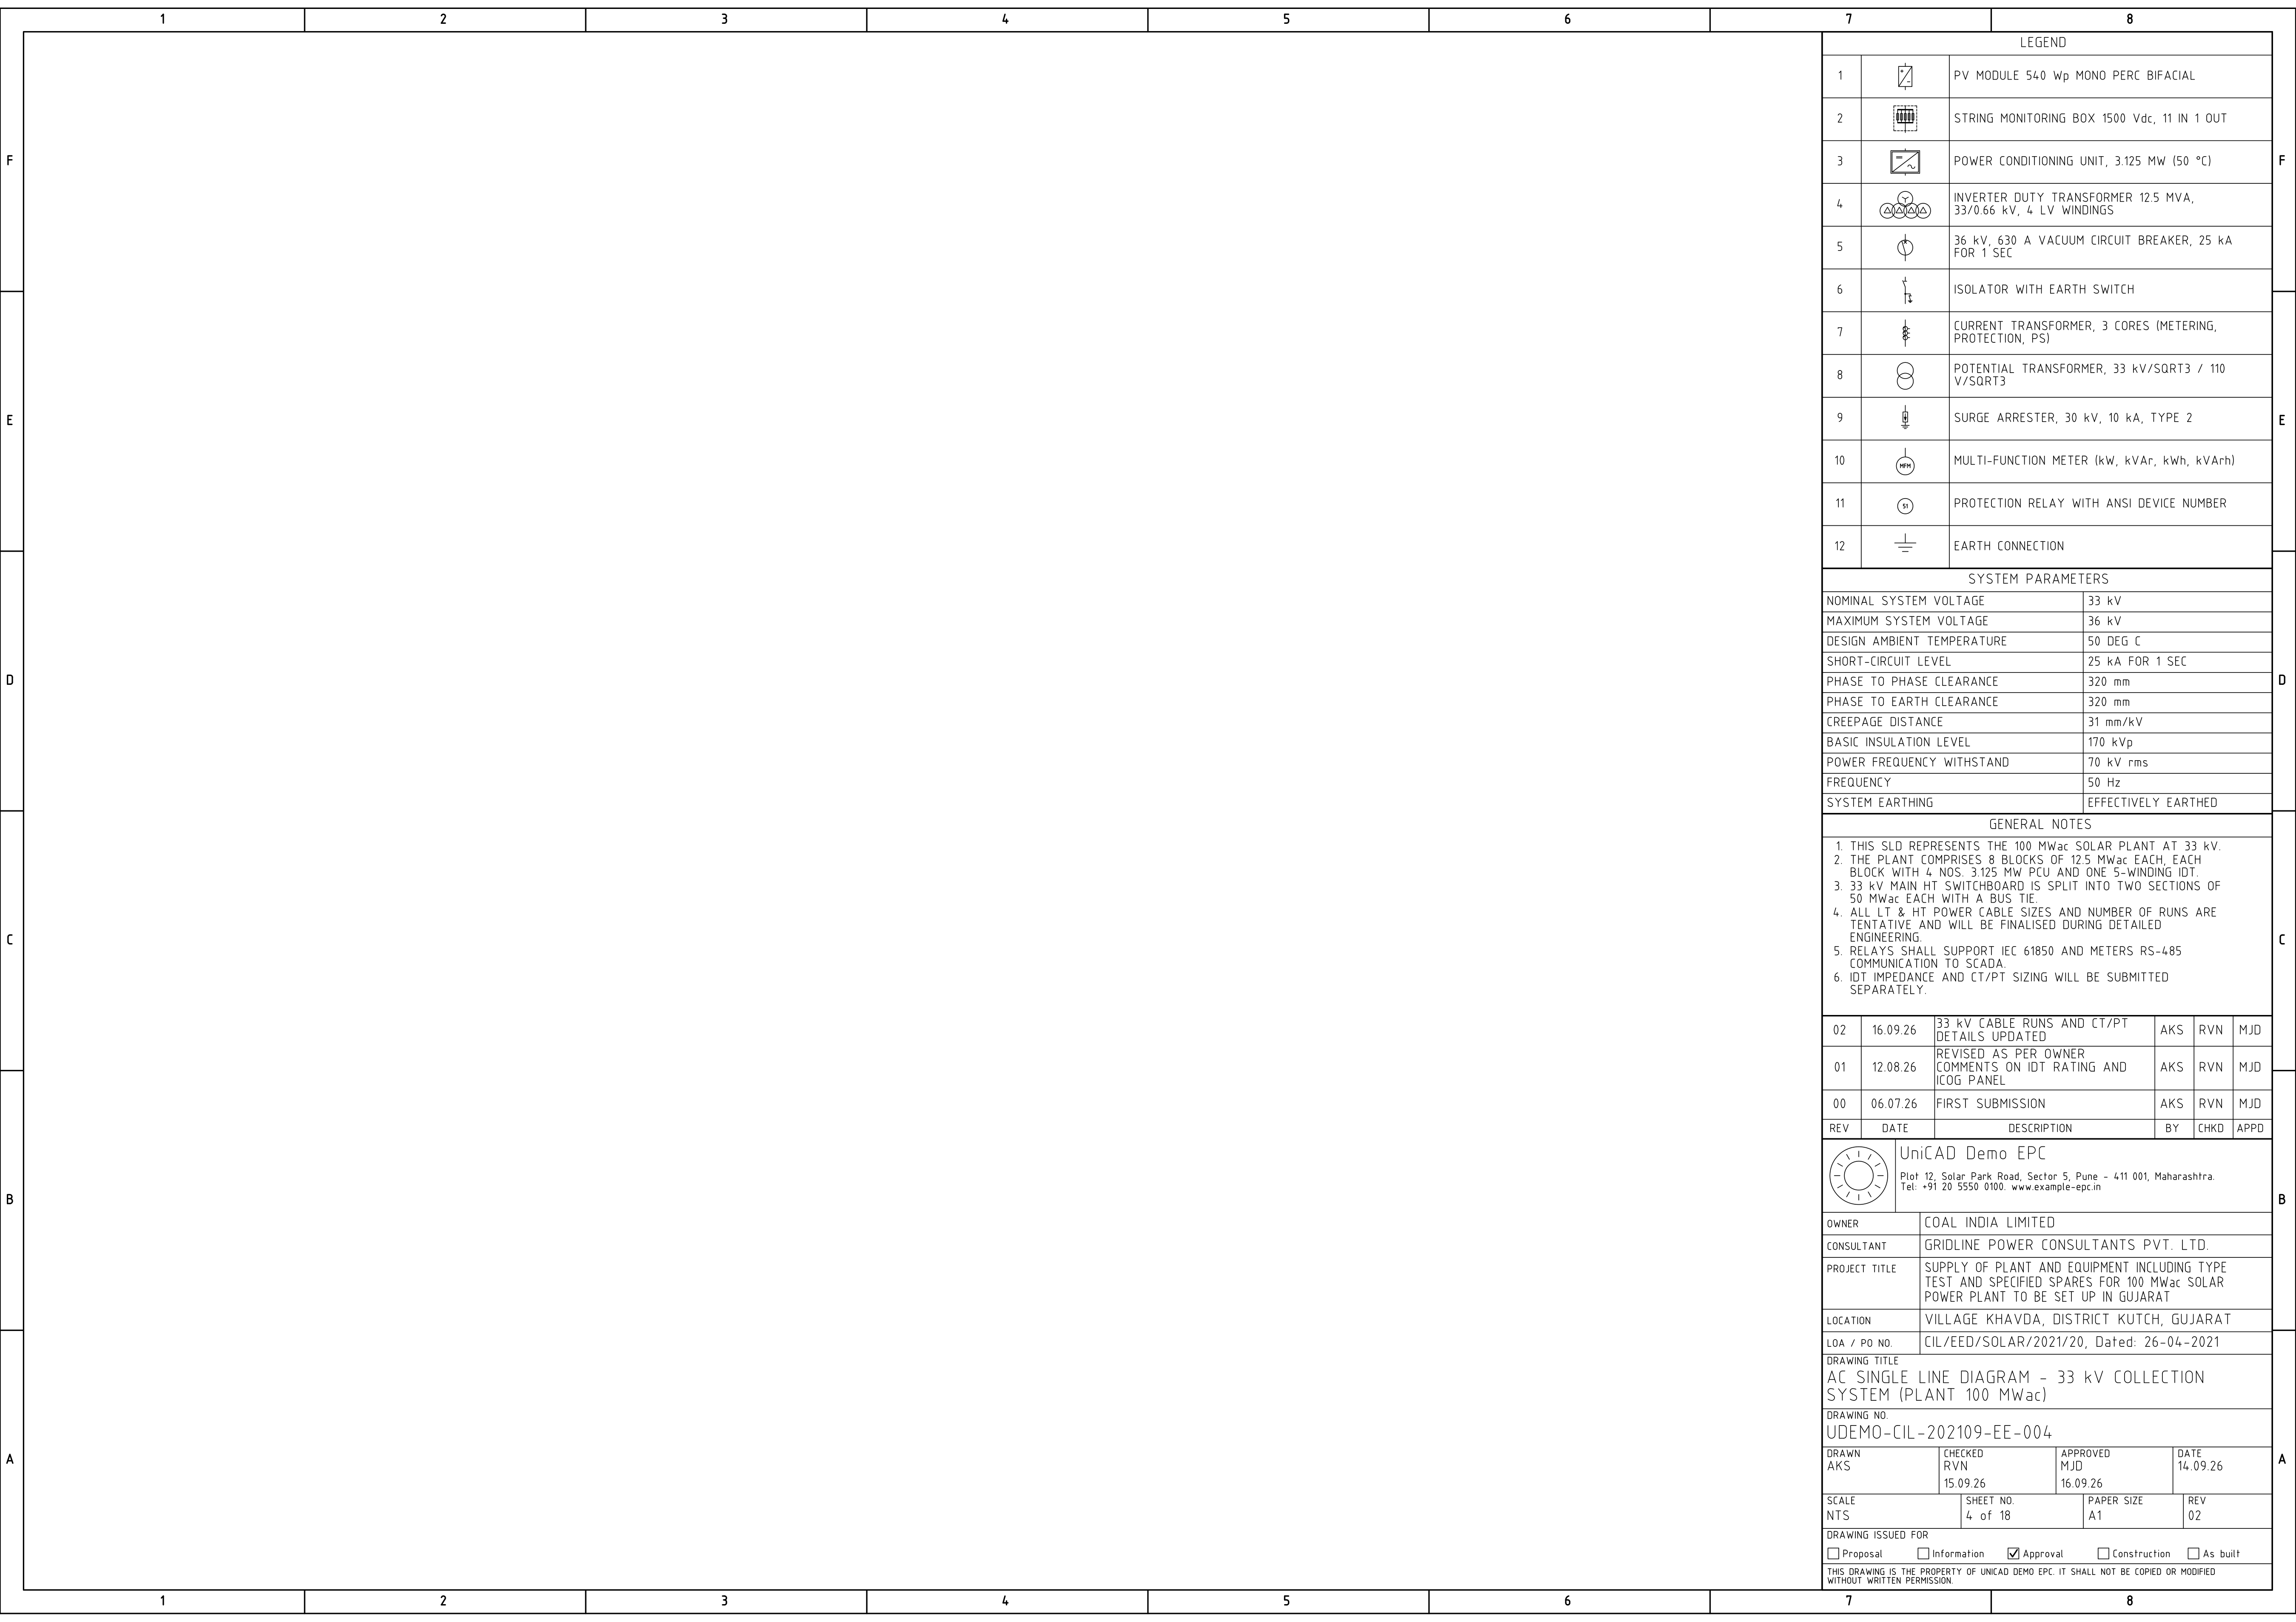 1 2 3 4 5 6 7 8
F F
E E
D D
C C
B B
A A
LEGEND
1 PV MODULE 540 Wp MONO PERC BIFACIAL
2 STRING MONITORING BOX 1500 Vdc, 11 IN 1 OUT
3 POWER CONDITIONING UNIT, 3.125 MW (50 °C)
4 INVERTER DUTY TRANSFORMER 12.5 MVA,
33/0.66 kV, 4 LV WINDINGS
5 36 kV, 630 A VACUUM CIRCUIT BREAKER, 25 kA
FOR 1 SEC
6 ISOLATOR WITH EARTH SWITCH
7 CURRENT TRANSFORMER, 3 CORES (METERING,
PROTECTION, PS)
8 POTENTIAL TRANSFORMER, 33 kV/SQRT3 / 110
V/SQRT3
9 SURGE ARRESTER, 30 kV, 10 kA, TYPE 2
10 MFM MULTI-FUNCTION METER (kW, kVAr, kWh, kVArh)
11 51 PROTECTION RELAY WITH ANSI DEVICE NUMBER
12 EARTH CONNECTION
SYSTEM PARAMETERS
NOMINAL SYSTEM VOLTAGE 33 kV
MAXIMUM SYSTEM VOLTAGE 36 kV
DESIGN AMBIENT TEMPERATURE 50 DEG C
SHORT-CIRCUIT LEVEL 25 kA FOR 1 SEC
PHASE TO PHASE CLEARANCE 320 mm
PHASE TO EARTH CLEARANCE 320 mm
CREEPAGE DISTANCE 31 mm/kV
BASIC INSULATION LEVEL 170 kVp
POWER FREQUENCY WITHSTAND 70 kV rms
FREQUENCY 50 Hz
SYSTEM EARTHING EFFECTIVELY EARTHED
GENERAL NOTES
1. THIS SLD REPRESENTS THE 100 MWac SOLAR PLANT AT 33 kV.
2. THE PLANT COMPRISES 8 BLOCKS OF 12.5 MWac EACH, EACH
BLOCK WITH 4 NOS. 3.125 MW PCU AND ONE 5-WINDING IDT.
3. 33 kV MAIN HT SWITCHBOARD IS SPLIT INTO TWO SECTIONS OF
50 MWac EACH WITH A BUS TIE.
4. ALL LT & HT POWER CABLE SIZES AND NUMBER OF RUNS ARE
TENTATIVE AND WILL BE FINALISED DURING DETAILED
ENGINEERING.
5. RELAYS SHALL SUPPORT IEC 61850 AND METERS RS-485
COMMUNICATION TO SCADA.
6. IDT IMPEDANCE AND CT/PT SIZING WILL BE SUBMITTED
SEPARATELY.
02 16.09.26 33 kV CABLE RUNS AND CT/PT
DETAILS UPDATED AKS RVN MJD
01 12.08.26 REVISED AS PER OWNER
COMMENTS ON IDT RATING AND
ICOG PANEL AKS RVN MJD
00 06.07.26 FIRST SUBMISSION AKS RVN MJD
REV DATE DESCRIPTION BY CHKD APPD
UniCAD Demo EPC
Plot 12, Solar Park Road, Sector 5, Pune - 411 001, Maharashtra.
Tel: +91 20 5550 0100. www.example-epc.in
OWNER COAL INDIA LIMITED
CONSULTANT GRIDLINE POWER CONSULTANTS PVT. LTD.
PROJECT TITLE SUPPLY OF PLANT AND EQUIPMENT INCLUDING TYPE
TEST AND SPECIFIED SPARES FOR 100 MWac SOLAR
POWER PLANT TO BE SET UP IN GUJARAT
LOCATION VILLAGE KHAVDA, DISTRICT KUTCH, GUJARAT
LOA / PO NO. CIL/EED/SOLAR/2021/20, Dated: 26-04-2021
DRAWING TITLE
AC SINGLE LINE DIAGRAM - 33 kV COLLECTION
SYSTEM (PLANT 100 MWac)
DRAWING NO.
UDEMO-CIL-202109-EE-004
DRAWN CHECKED APPROVED DATE
AKS RVN MJD 14.09.26
15.09.26 16.09.26
SCALE SHEET NO. PAPER SIZE REV
NTS 4 of 18 A1 02
DRAWING ISSUED FOR
Proposal Information Approval Construction As built
THIS DRAWING IS THE PROPERTY OF UNICAD DEMO EPC. IT SHALL NOT BE COPIED OR MODIFIED
WITHOUT WRITTEN PERMISSION.
1 2 3 4 5 6 7 8